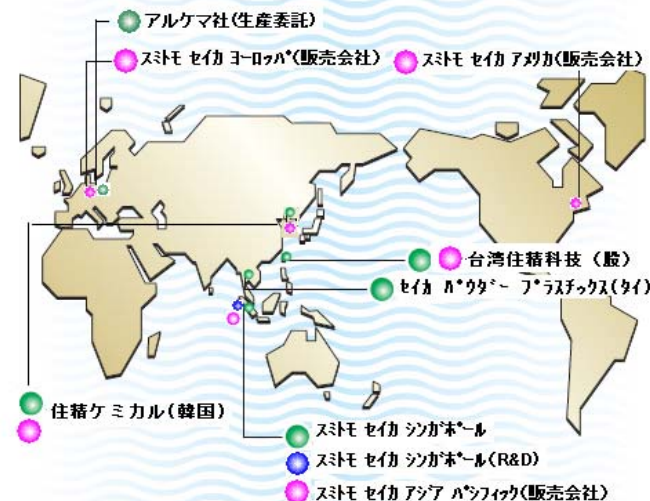 アルケマ社(生産委託)
スミトモ セイカ ヨーロッパ(販売会社)
スミトモ セイカ アメリカ(販売会社)
台湾住精科技(股)
セイカ パウダー プラスチックス(タイ)
住精ケミカル(韓国)
スミトモ セイカ シンガポール
スミトモ セイカ シンガポール(R&D)
スミトモ セイカ アジア パシフィック(販売会社)